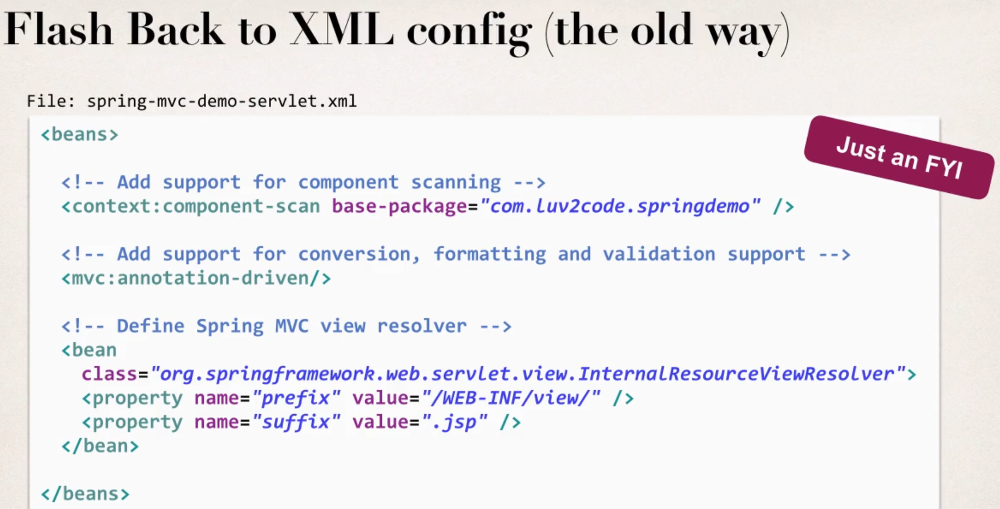 Flash Back to XML config (the old way)
File: spring-mvc-demo-servlet.xml
Just an FYI
<beans>
<!-- Add support for component scanning -->
<context:component-scan base-package="com.luv2code.springdemo" />
<!-- Add support for conversion, formatting and validation support -->
<mvc:annotation-driven/>
<!-- Define Spring MVC view resolver -->
<bean
class="org.springframework.web.servlet.view.InternalResourceViewResolver">
<property name="prefix" value="/WEB-INF/view/" />
<property name="suffix" value=".jsp" />
</bean>
</beans>